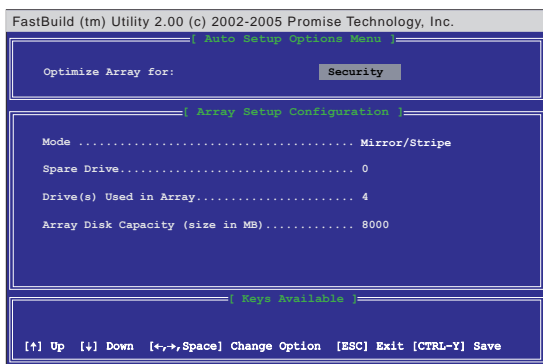 FastBuild (tm) Utility 2.00 (c) 2002-2005 Promise Technology, Inc.
[ Auto Setup Options Menu ]
Optimize Array for: Security
[ Array Setup Configuration ]
Mode ....................................... Mirror/Stripe
Spare Drive................................. 0
Drive(s) Used in Array...................... 4
Array Disk Capacity (size in MB)............. 8000
[ Keys Available ]
[↑] Up [↓] Down [←,→,Space] Change Option [ESC] Exit [CTRL-Y] Save